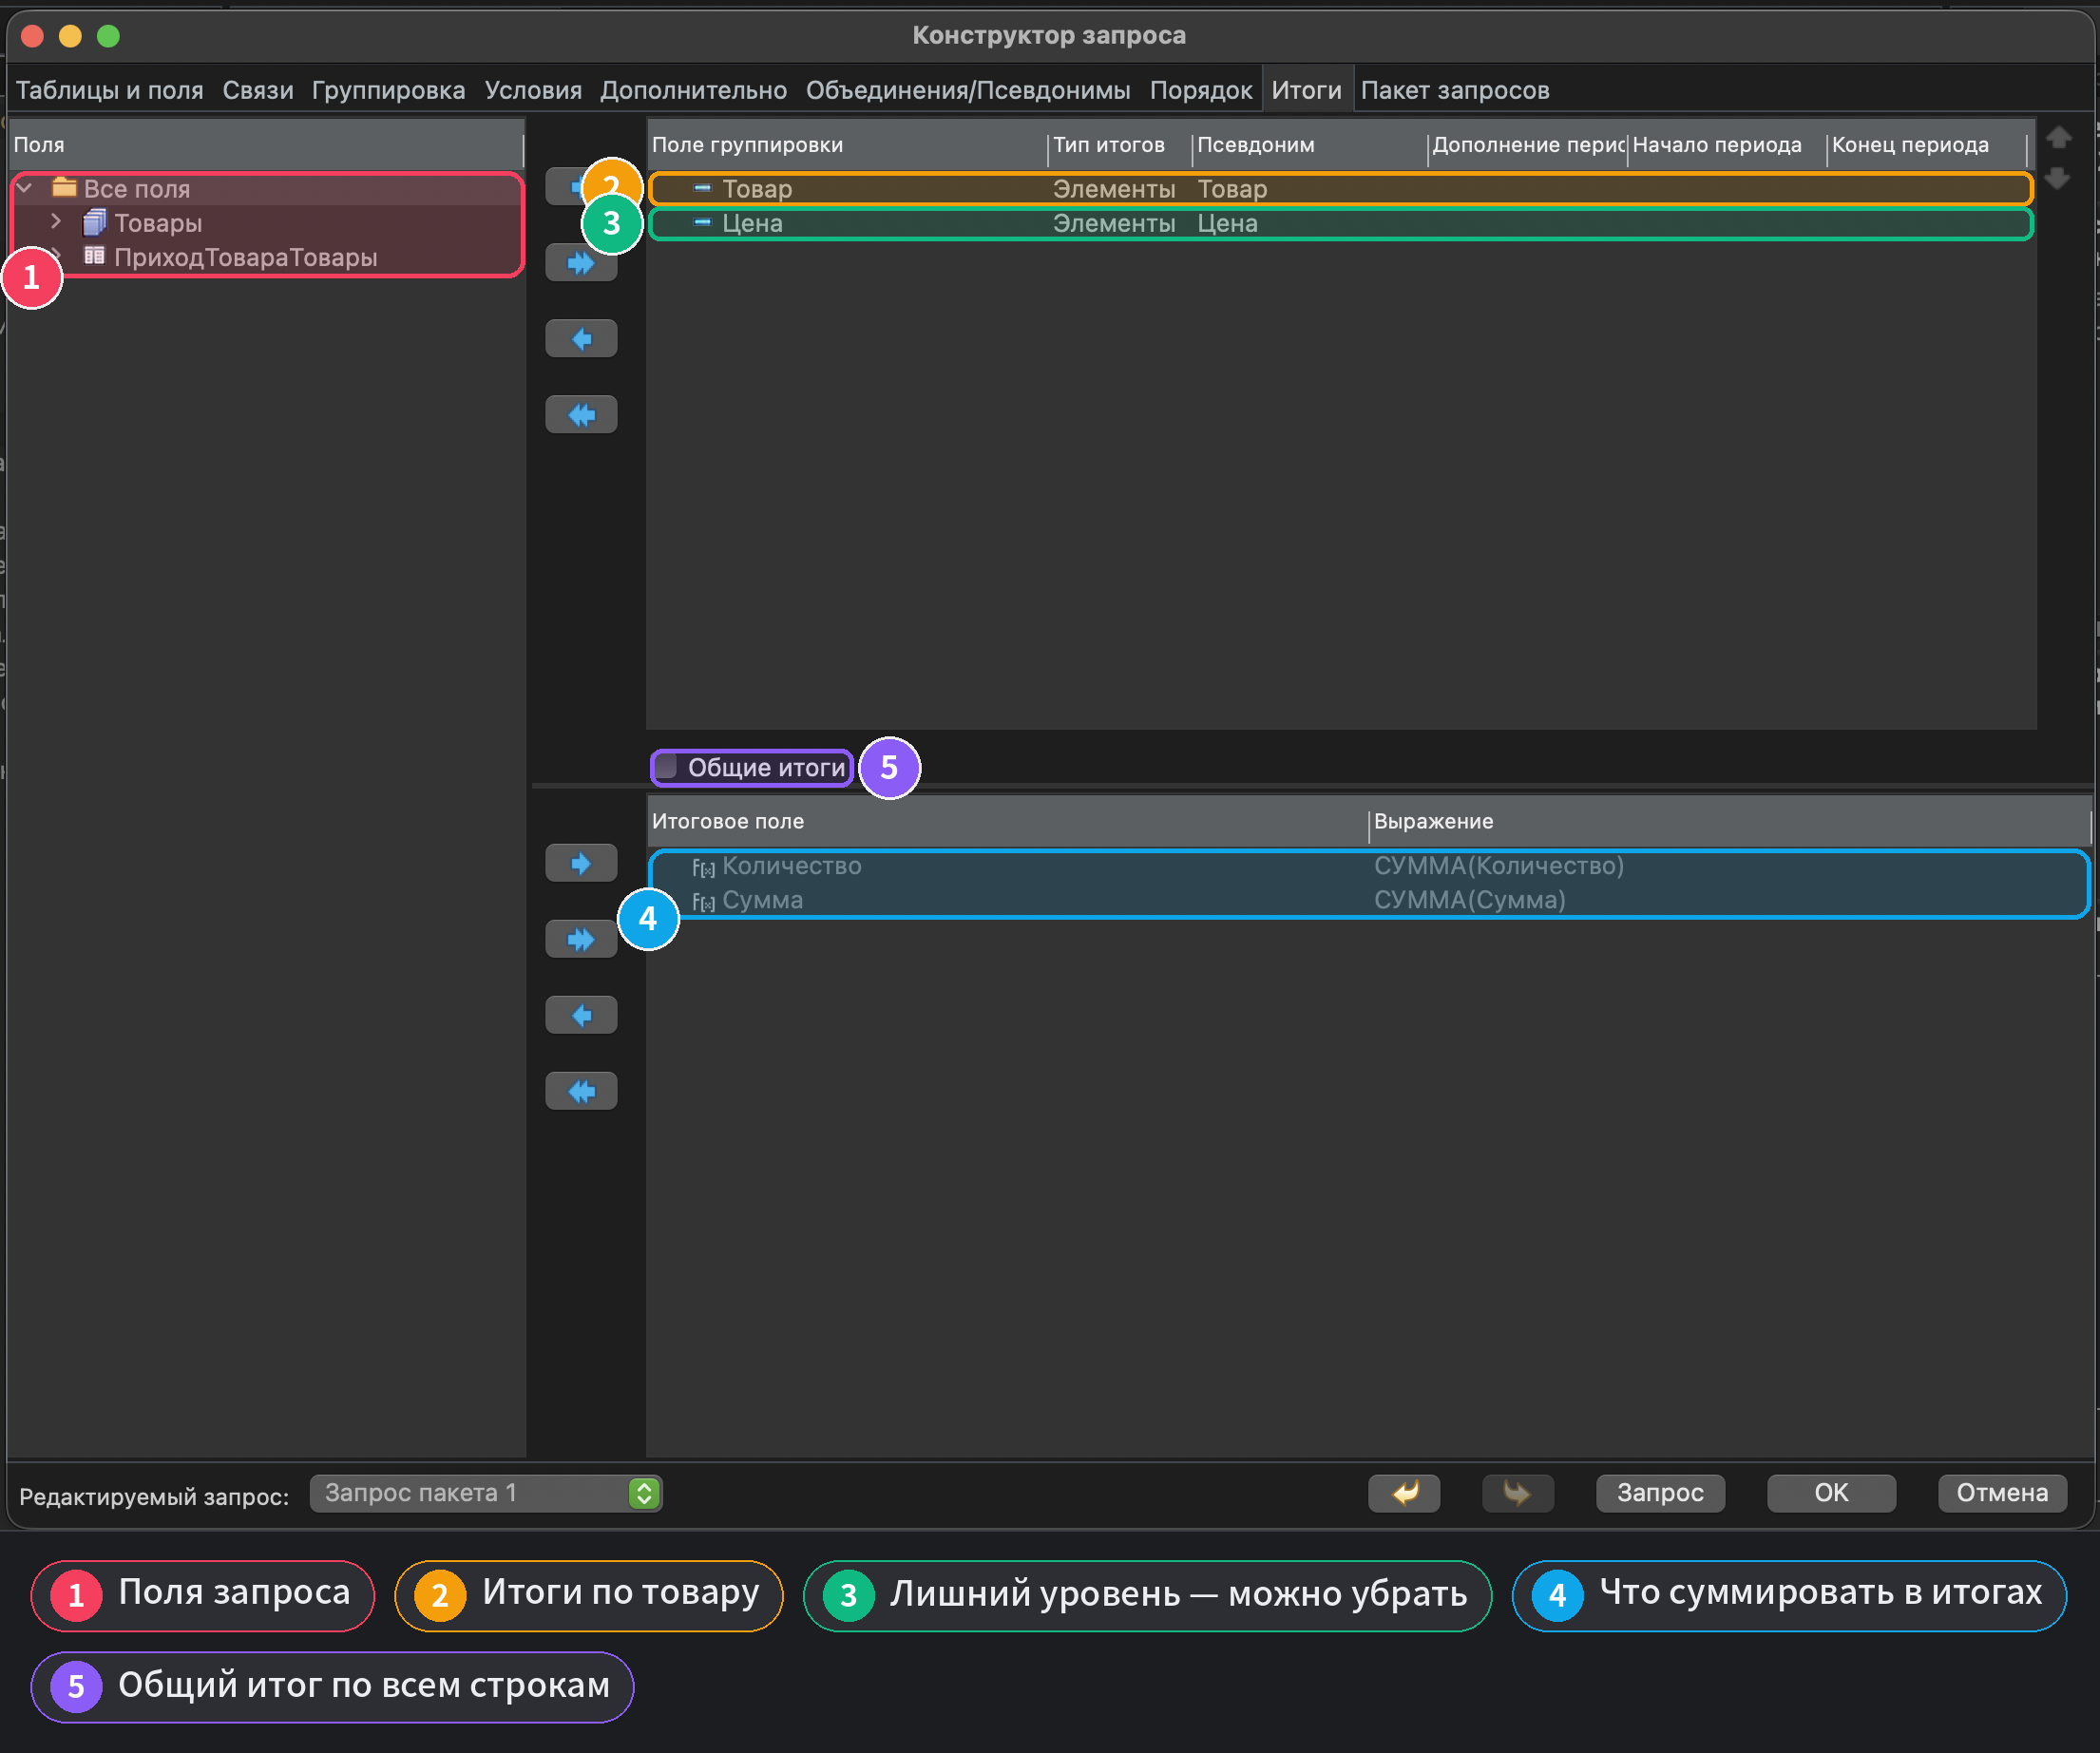 Конструктор запроса
Таблицы и поля Связи Группировка Условия Дополнительно Объединения/Псевдонимы Порядок Итоги Пакет запросов
Поля
Все поля
Товары
ПриходТовараТовары
1
Поле группировки Тип итогов Псевдоним Дополнение перис Начало периода Конец периода
2 Товар Элементы Товар
3 Цена Элементы Цена
Общие итоги 5
Итоговое поле Выражение
Количество СУММА(Количество)
Сумма СУММА(Сумма)
4
Редактируемый запрос: Запрос пакета 1 Запрос OK Отмена
1 Поля запроса 2 Итоги по товару 3 Лишний уровень — можно убрать 4 Что суммировать в итогах
5 Общий итог по всем строкам